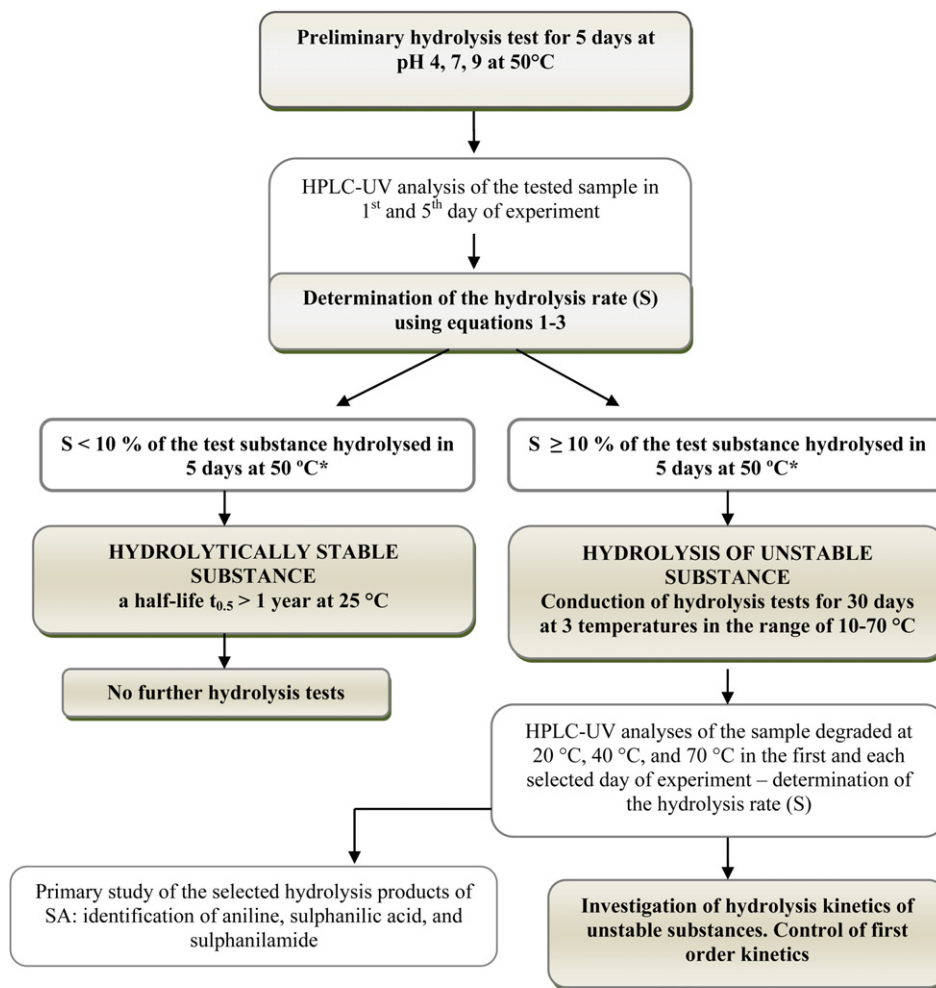 Preliminary hydrolysis test for 5 days at
pH 4, 7, 9 at 50°C
HPLC-UV analysis of the tested sample in
1st and 5th day of experiment
Determination of the hydrolysis rate (S)
using equations 1-3
S < 10 % of the test substance hydrolysed in
5 days at 50 ºC*
S ≥ 10 % of the test substance hydrolysed in
5 days at 50 ºC*
HYDROLYTICALLY STABLE
SUBSTANCE
a half-life t0.5 > 1 year at 25 °C
HYDROLYSIS OF UNSTABLE
SUBSTANCE
Conduction of hydrolysis tests for 30 days
at 3 temperatures in the range of 10-70 °C
No further hydrolysis tests
HPLC-UV analyses of the sample degraded at
20 °C, 40 °C, and 70 °C in the first and each
selected day of experiment – determination of
the hydrolysis rate (S)
Primary study of the selected hydrolysis products of
SA: identification of aniline, sulphanilic acid, and
sulphanilamide
Investigation of hydrolysis kinetics of
unstable substances. Control of first
order kinetics